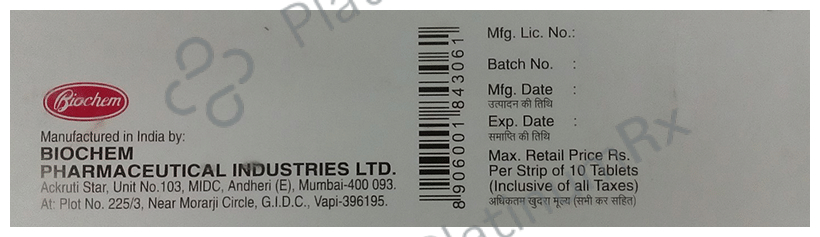 Biochem
Manufactured in India by:
BIOCHEM
PHARMACEUTICAL INDUSTRIES LTD.
Ackruti Star, Unit No.103, MIDC, Andheri (E), Mumbai-400 093.
At: Plot No. 225/3, Near Morarji Circle, G.I.D.C., Vapi-396195.
8 906001 843061
Mfg. Lic. No.:
Batch No. :
Mfg. Date :
उत्पादन की तिथि
Exp. Date :
समाप्ति की तिथि
Max. Retail Price Rs.
Per Strip of 10 Tablets
(Inclusive of all Taxes)
अधिकतम खुदरा मूल्य (सभी कर सहित)